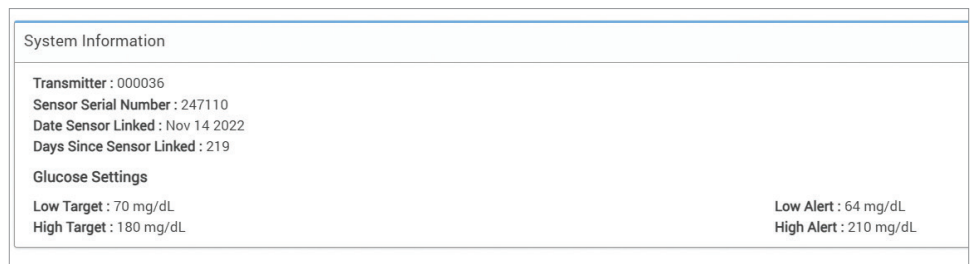 System Information
Transmitter : 000036
Sensor Serial Number : 247110
Date Sensor Linked : Nov 14 2022
Days Since Sensor Linked : 219
Glucose Settings
Low Target : 70 mg/dL Low Alert : 64 mg/dL
High Target : 180 mg/dL High Alert : 210 mg/dL